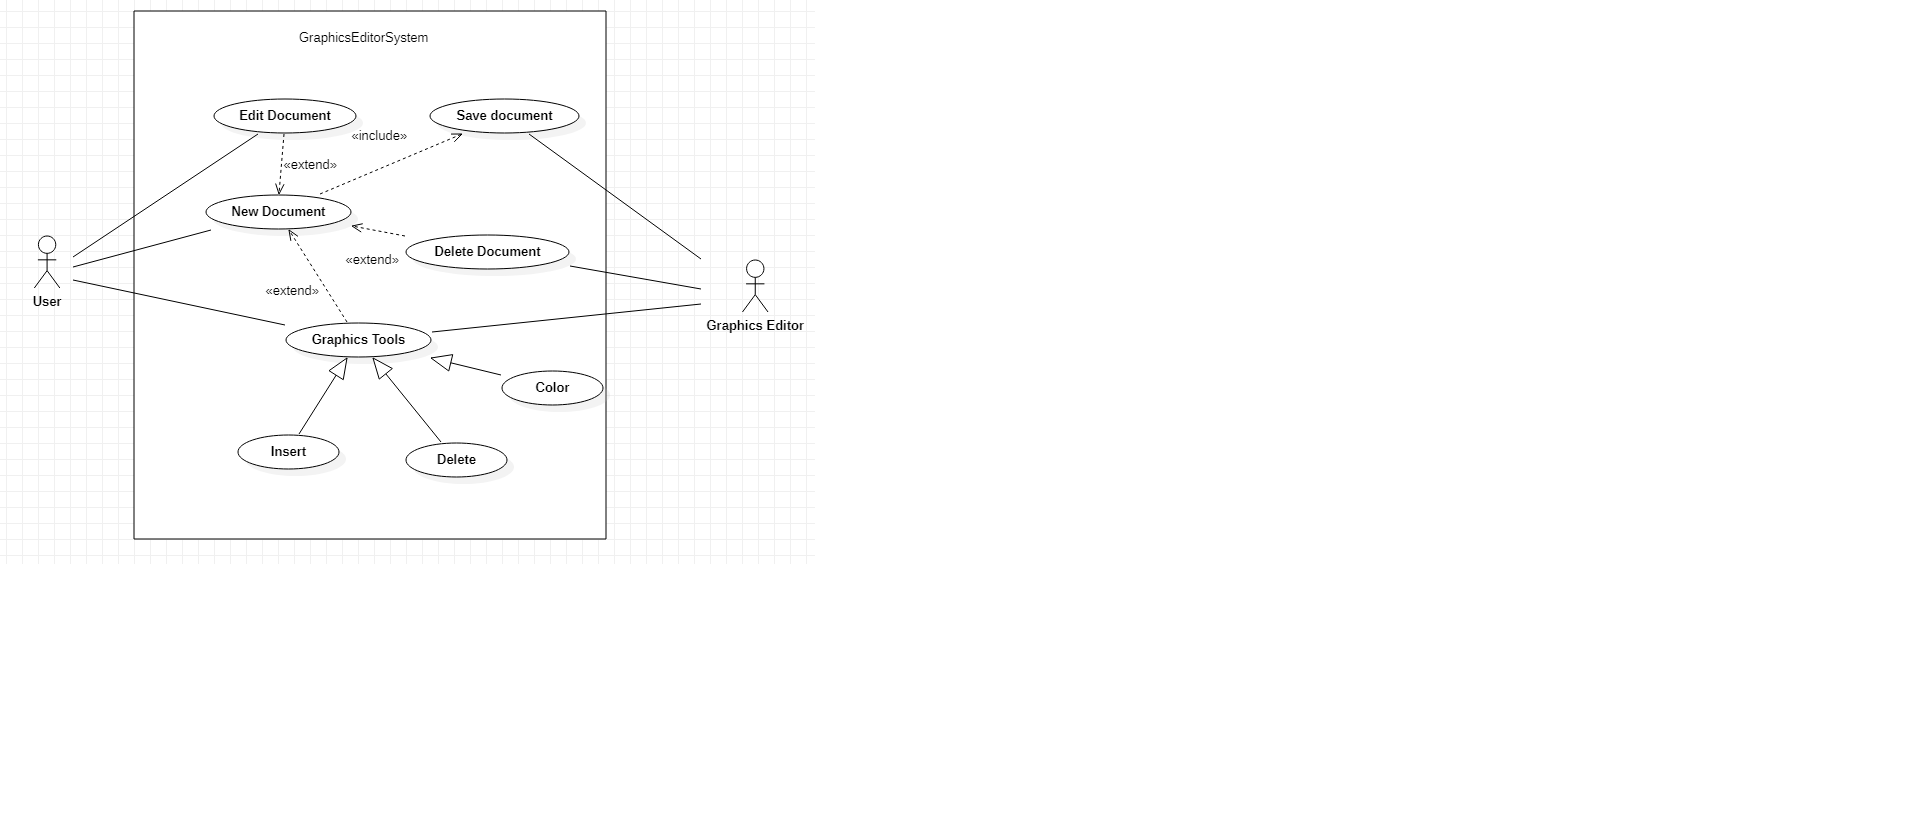 GraphicsEditorSystem
Edit Document
Save document
«include»
«extend»
New Document
Delete Document
«extend»
«extend»
User
Graphics Editor
Graphics Tools
Color
Insert
Delete